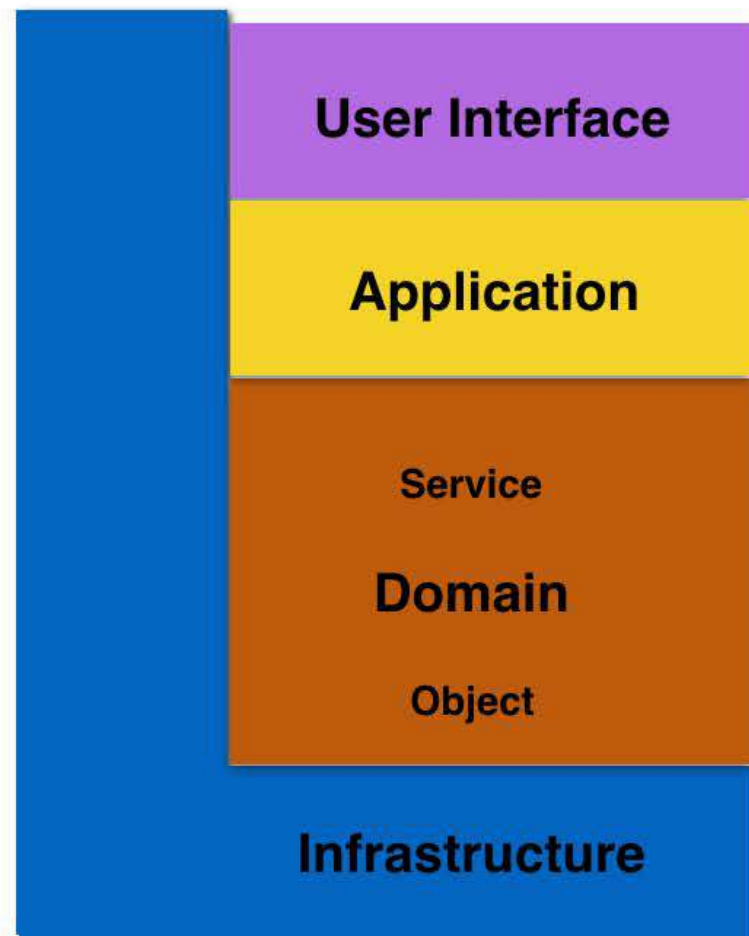 User Interface
Application
Service
Domain
Object
Infrastructure